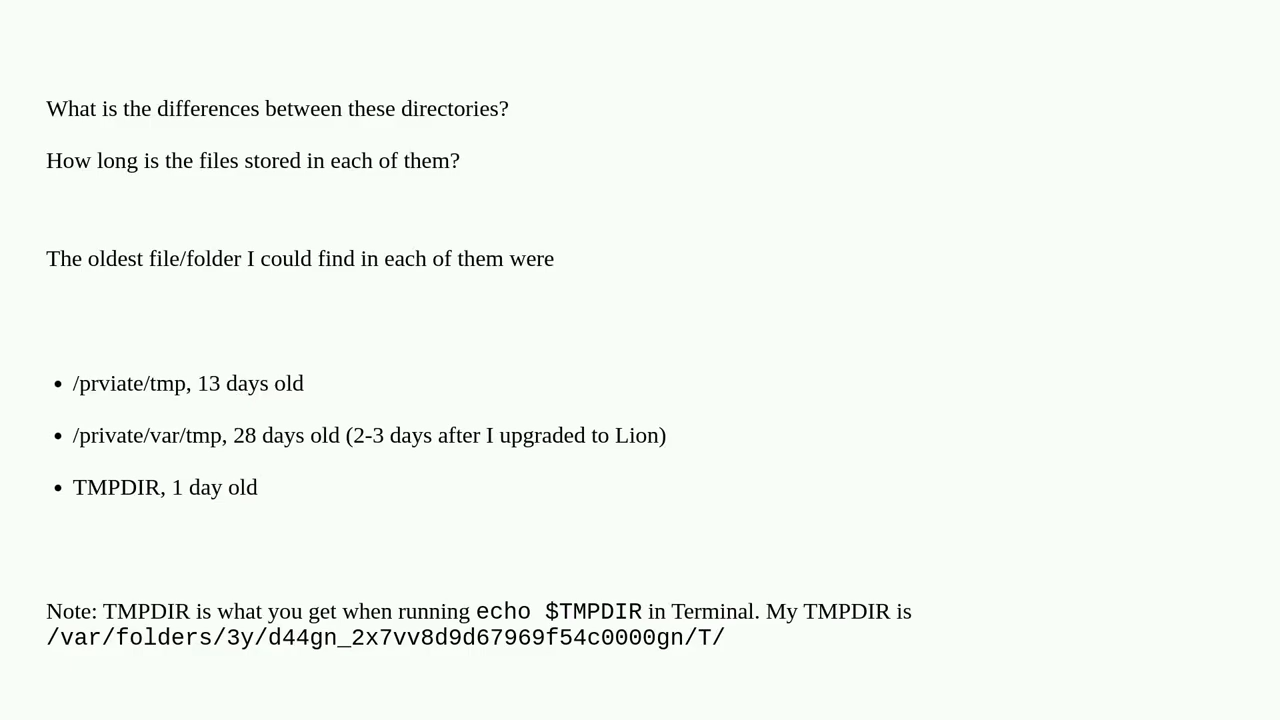 What is the differences between these directories?
How long is the files stored in each of them?
The oldest file/folder I could find in each of them were
• /prviate/tmp, 13 days old
• /private/var/tmp, 28 days old (2-3 days after I upgraded to Lion)
• TMPDIR, 1 day old
Note: TMPDIR is what you get when running echo $TMPDIR in Terminal. My TMPDIR is
/var/folders/3y/d44gn_2x7vv8d9d67969f54c0000gn/T/